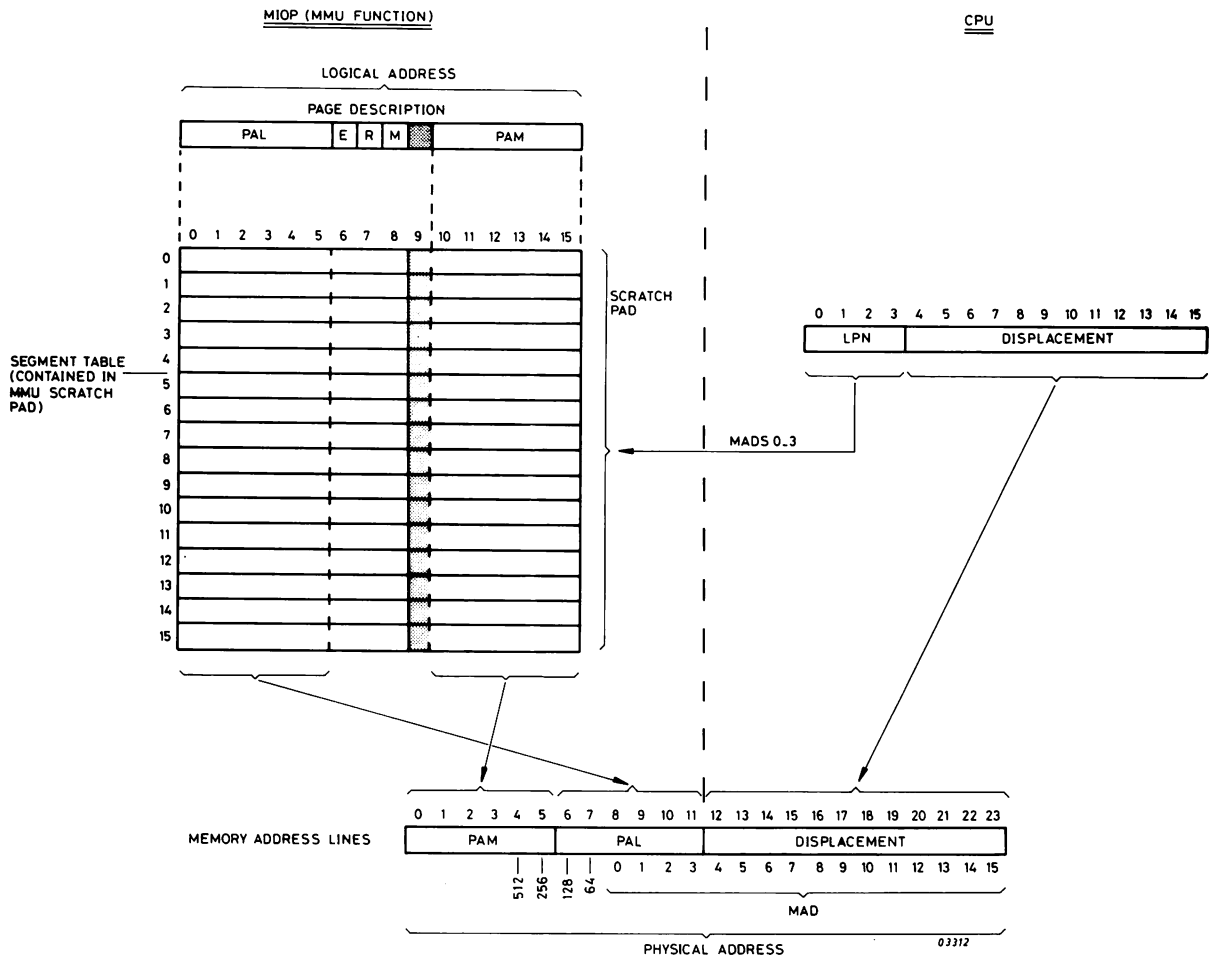 MIOP (MMU FUNCTION)
CPU
LOGICAL ADDRESS
PAGE DESCRIPTION
PAL E R M PAM
0 1 2 3 4 5 6 7 8 9 10 11 12 13 14 15
0
1
2
3
4
5
6
7
8
9
10
11
12
13
14
15
SEGMENT TABLE
(CONTAINED IN
MMU SCRATCH
PAD)
SCRATCH
PAD
0 1 2 3 4 5 6 7 8 9 10 11 12 13 14 15
LPN DISPLACEMENT
MADS 0_3
0 1 2 3 4 5 6 7 8 9 10 11 12 13 14 15 16 17 18 19 20 21 22 23
MEMORY ADDRESS LINES PAM PAL DISPLACEMENT
0 1 2 3 4 5 6 7 8 9 10 11 12 13 14 15
512 256 128 64
MAD
PHYSICAL ADDRESS
03312